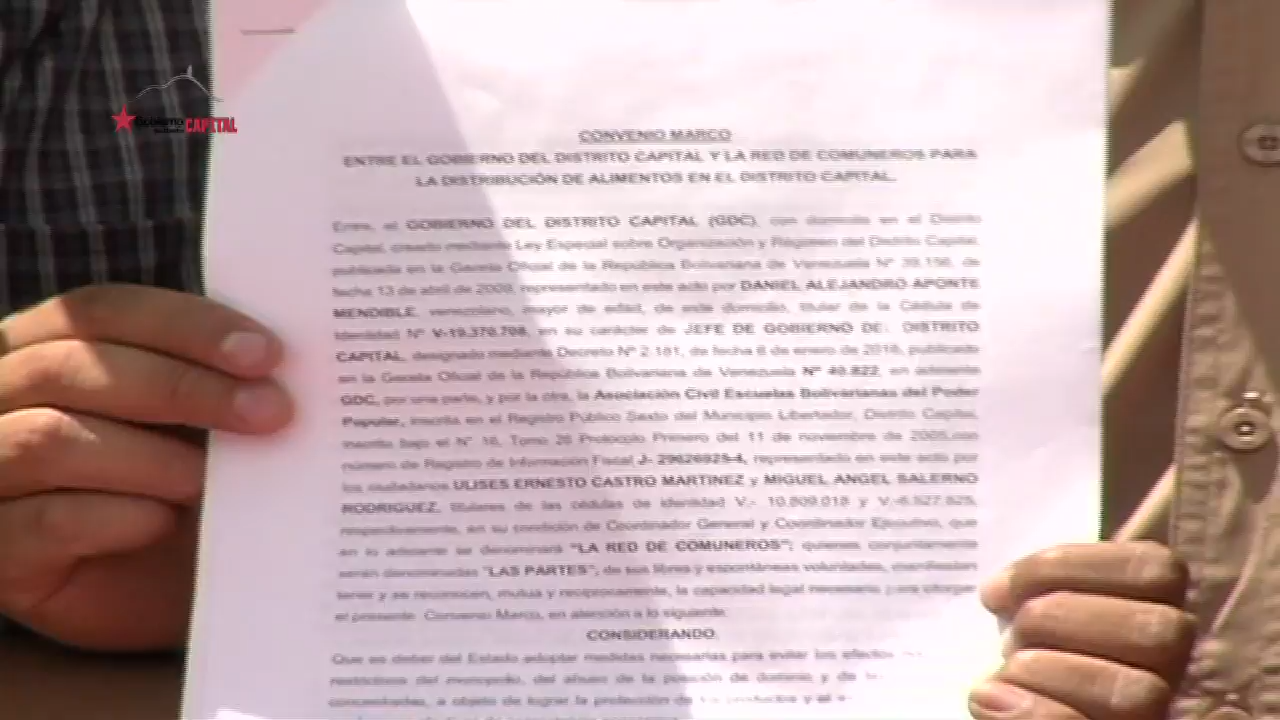 Gobierno
CAPITAL
CONVENIO MARCO
ENTRE EL GOBIERNO DEL DISTRITO CAPITAL Y LA RED DE COMUNEROS PARA
LA DISTRIBUCIÓN DE ALIMENTOS EN EL DISTRITO CAPITAL.
Entre, el GOBIERNO DEL DISTRITO CAPITAL (GDC), con domicilio en el Distrito
Capital, creado mediante Ley Especial sobre Organización y Régimen del Distrito Capital,
publicada en la Gaceta Oficial de la República Bolivariana de Venezuela N° 39.156, de
fecha 13 de abril de 2009, representado en este acto por DANIEL ALEJANDRO APONTE
MENDIBLE, venezolano, mayor de edad, de este domicilio, titular de la Cédula de
Identidad N° V-19.370.708, en su carácter de JEFE DE GOBIERNO DEL DISTRITO
CAPITAL, designado mediante Decreto N° 2.181, de fecha 6 de enero de 2016, publicado
en la Gaceta Oficial de la República Bolivariana de Venezuela N° 40.822, en adelante
GDC, por una parte, y por la otra, la Asociación Civil Escuelas Bolivarianas del Poder
Popular, inscrita en el Registro Público Sexto del Municipio Libertador, Distrito Capital,
inscrito bajo el N° 16, Tomo 26 Protocolo Primero del 11 de noviembre de 2005, con
número de Registro de Información Fiscal J- 29626925-4, representado en este acto por
los ciudadanos ULISES ERNESTO CASTRO MARTINEZ y MIGUEL ANGEL SALERNO
RODRIGUEZ, titulares de las cédulas de identidad V.- 10.809.018 y V.-6.527.825,
respectivamente, en su condición de Coordinador General y Coordinador Ejecutivo, que
en lo adelante se denominará "LA RED DE COMUNEROS"; quienes conjuntamente
serán denominadas "LAS PARTES", de sus libres y espontáneas voluntades, manifiestan
tener y se reconocen, mutua y recíprocamente, la capacidad legal necesaria para otorgar
el presente Convenio Marco, en atención a lo siguiente.
CONSIDERANDO
Que es deber del Estado adoptar medidas necesarias para evitar los efectos
restrictivos del monopolio, del abuso de la posición de dominio y de
concentradas, a objeto de lograr la protección de los productos y el